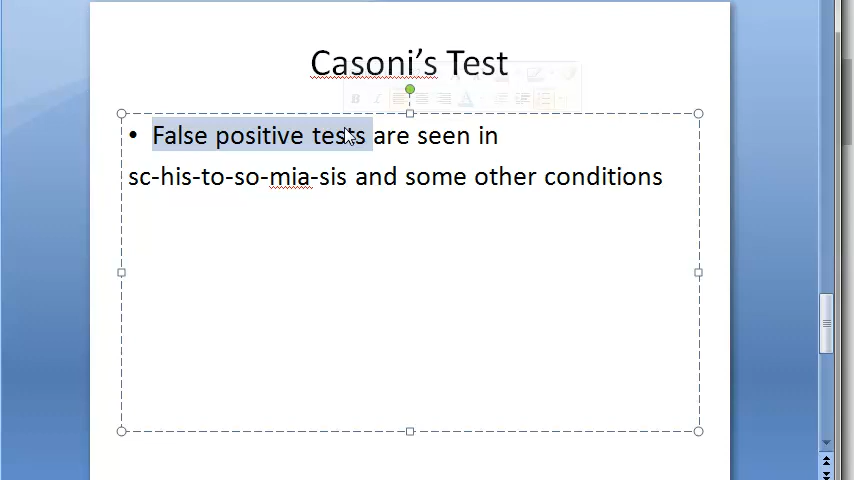 Casoni's Test
• False positive tests are seen in
sc-his-to-so-mia-sis and some other conditions